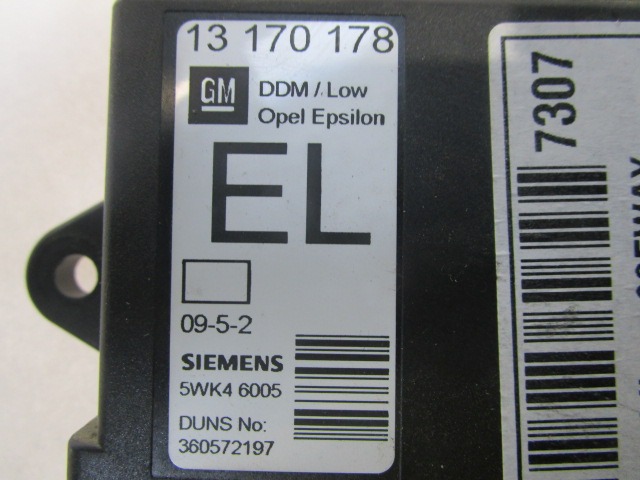 13 170 178
GM
DDM / Low
Opel Epsilon
EL
09-5-2
SIEMENS
5WK4 6005
DUNS No:
360572197
7307